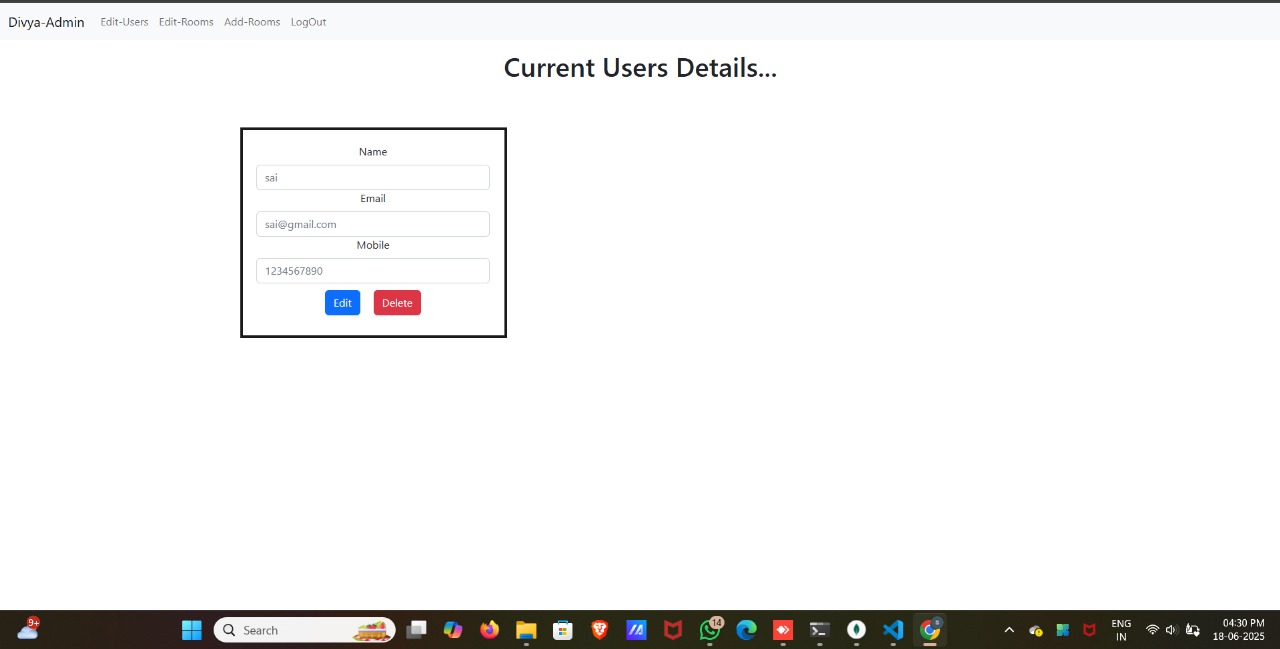 Divya-Admin Edit-Users Edit-Rooms Add-Rooms LogOut
Current Users Details...
Name
sai
Email
sai@gmail.com
Mobile
1234567890
Edit Delete
9+
Search
14
ENG
IN
04:30 PM
18-06-2025